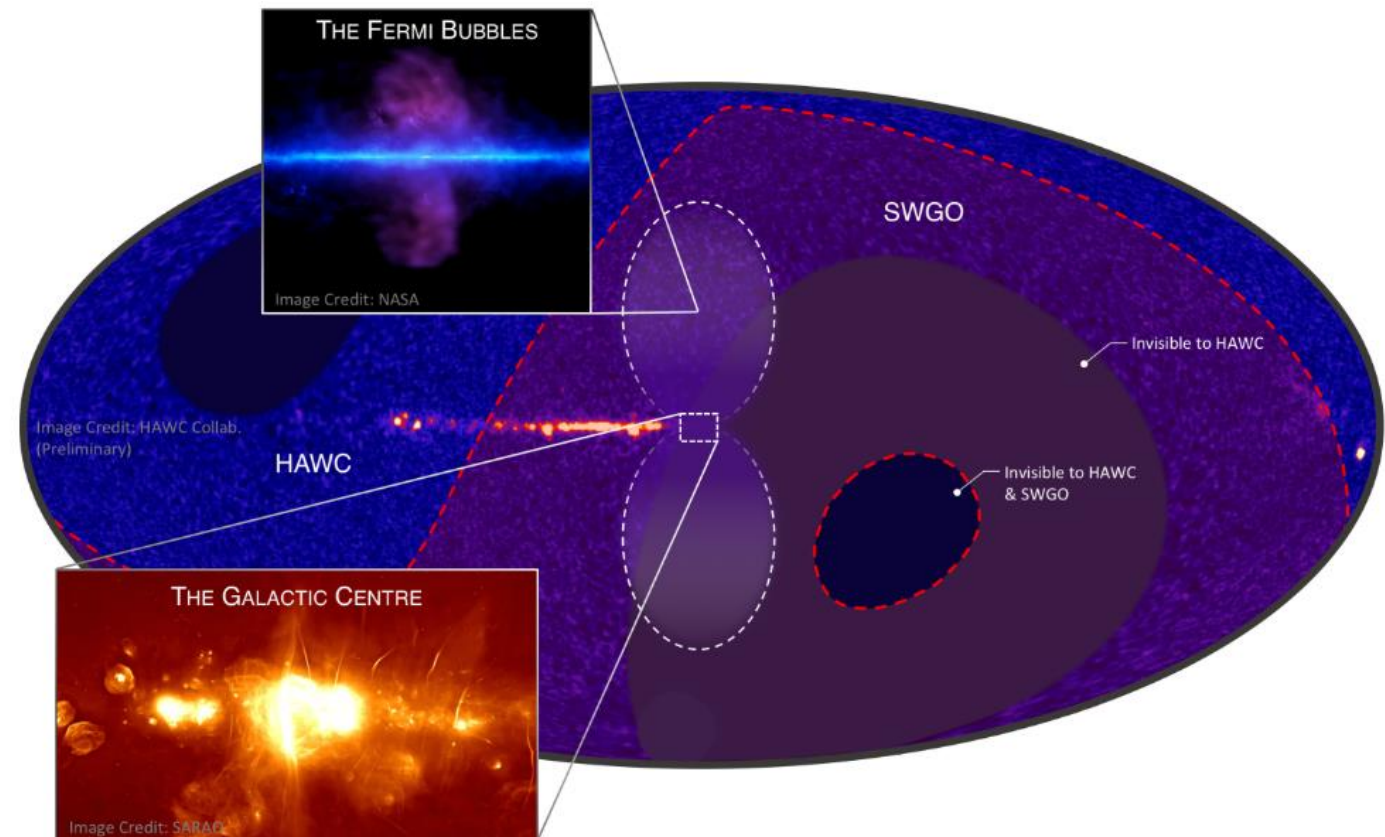 THE FERMI BUBBLES
Image Credit: NASA
SWGO
Invisible to HAWC
Image Credit: HAWC Collab.
(Preliminary)
HAWC
Invisible to HAWC
& SWGO
THE GALACTIC CENTRE
Image Credit: SARAO